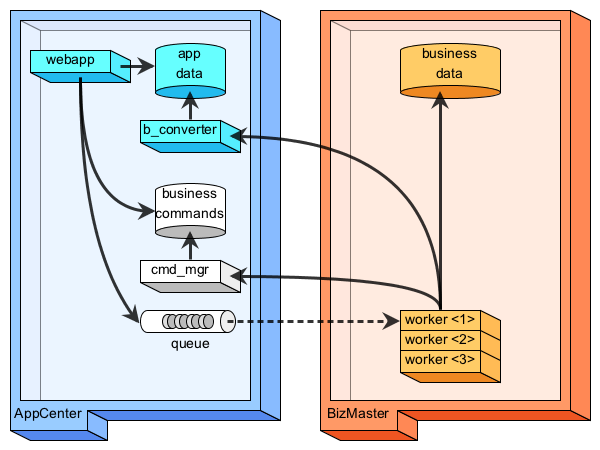 webapp
app
data
b_converter
business
commands
cmd_mgr
queue
AppCenter
business
data
worker <1>
worker <2>
worker <3>
BizMaster